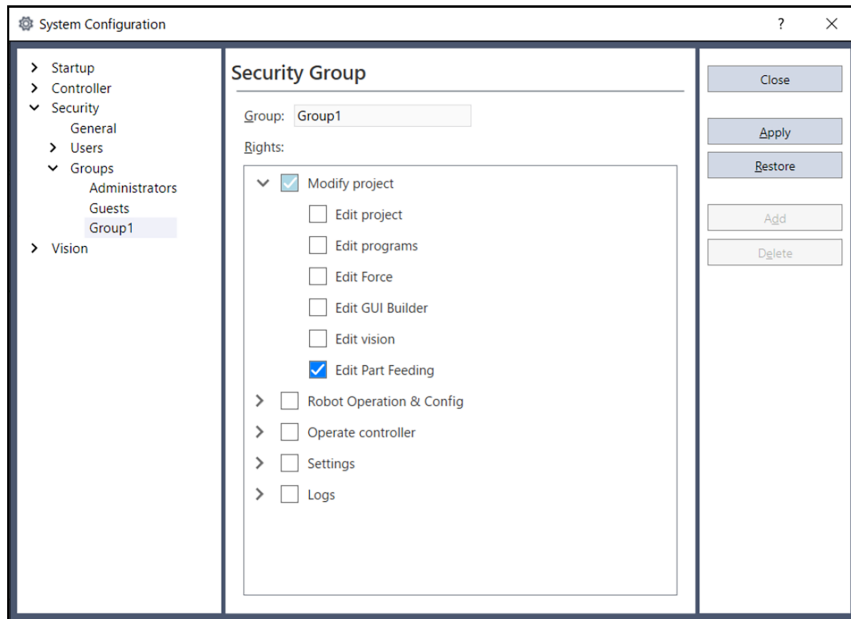 System Configuration
?
Startup
Controller
Security
General
Users
Groups
Administrators
Guests
Group1
Vision
Security Group
Group: Group1
Rights:
Modify project
Edit project
Edit programs
Edit Force
Edit GUI Builder
Edit vision
Edit Part Feeding
Robot Operation & Config
Operate controller
Settings
Logs
Close
Apply
Restore
Add
Delete